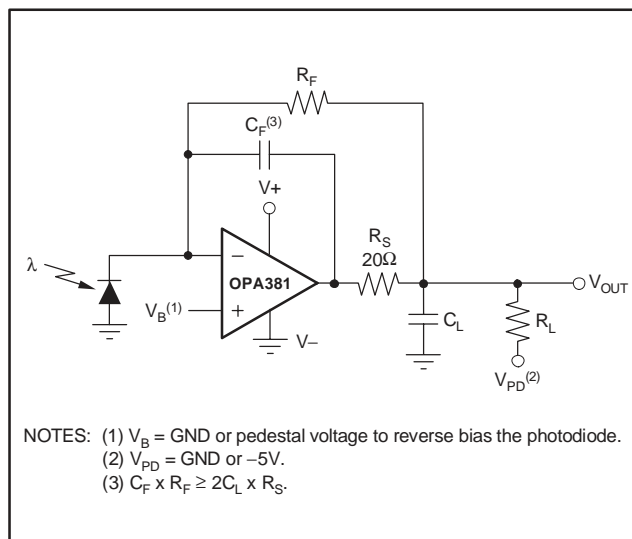 R_F
C_F^(3)
V+
R_S
20Ω
λ
−
OPA381
V_OUT
V_B^(1)
+
C_L
R_L
V−
V_PD^(2)
NOTES: (1) V_B = GND or pedestal voltage to reverse bias the photodiode.
(2) V_PD = GND or −5V.
(3) C_F x R_F ≥ 2C_L x R_S.